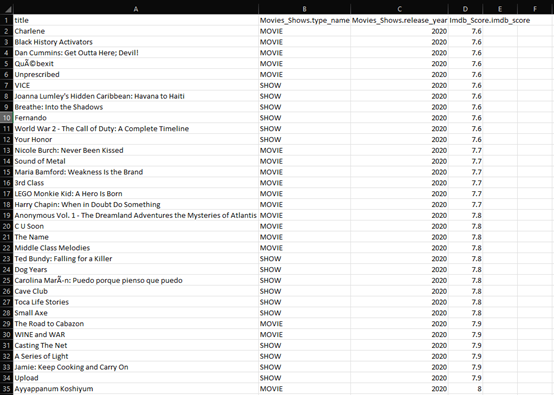 A B C D E F
1 title Movies_Shows.type_name Movies_Shows.release_year Imdb_Score.imdb_score
2 Charlene MOVIE 2020 7.6
3 Black History Activators MOVIE 2020 7.6
4 Dan Cummins: Get Outta Here; Devil! MOVIE 2020 7.6
5 QuÃ©bexit MOVIE 2020 7.6
6 Unprescribed MOVIE 2020 7.6
7 VICE SHOW 2020 7.6
8 Joanna Lumley's Hidden Caribbean: Havana to Haiti SHOW 2020 7.6
9 Breathe: Into the Shadows SHOW 2020 7.6
10 Fernando SHOW 2020 7.6
11 World War 2 - The Call of Duty: A Complete Timeline SHOW 2020 7.6
12 Your Honor SHOW 2020 7.6
13 Nicole Burch: Never Been Kissed MOVIE 2020 7.7
14 Sound of Metal MOVIE 2020 7.7
15 Maria Bamford: Weakness Is the Brand MOVIE 2020 7.7
16 3rd Class MOVIE 2020 7.7
17 LEGO Monkie Kid: A Hero Is Born MOVIE 2020 7.7
18 Harry Chapin: When in Doubt Do Something MOVIE 2020 7.7
19 Anonymous Vol. 1 - The Dreamland Adventures the Mysteries of Atlantis MOVIE 2020 7.8
20 C U Soon MOVIE 2020 7.8
21 The Name MOVIE 2020 7.8
22 Middle Class Melodies MOVIE 2020 7.8
23 Ted Bundy: Falling for a Killer SHOW 2020 7.8
24 Dog Years SHOW 2020 7.8
25 Carolina MarÃ­n: Puedo porque pienso que puedo SHOW 2020 7.8
26 Cave Club SHOW 2020 7.8
27 Toca Life Stories SHOW 2020 7.8
28 Small Axe SHOW 2020 7.8
29 The Road to Cabazon MOVIE 2020 7.9
30 WINE and WAR MOVIE 2020 7.9
31 Casting The Net SHOW 2020 7.9
32 A Series of Light SHOW 2020 7.9
33 Jamie: Keep Cooking and Carry On SHOW 2020 7.9
34 Upload SHOW 2020 7.9
35 Ayyappanum Koshiyum MOVIE 2020 8